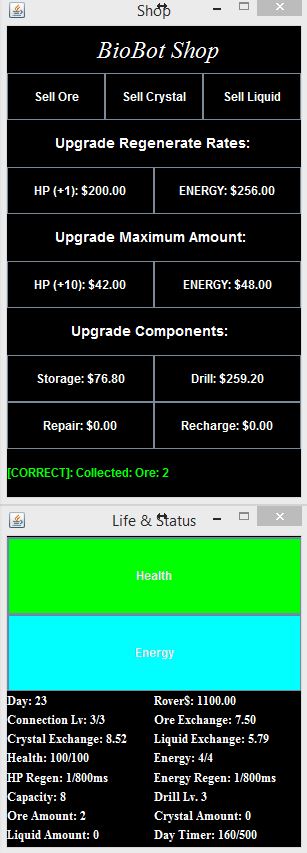 Shop
BioBot Shop
Sell Ore Sell Crystal Sell Liquid
Upgrade Regenerate Rates:
HP (+1): $200.00 ENERGY: $256.00
Upgrade Maximum Amount:
HP (+10): $42.00 ENERGY: $48.00
Upgrade Components:
Storage: $76.80 Drill: $259.20
Repair: $0.00 Recharge: $0.00
[CORRECT]: Collected: Ore: 2
Life & Status
Health
Energy
Day: 23 Rover$: 1100.00
Connection Lv: 3/3 Ore Exchange: 7.50
Crystal Exchange: 8.52 Liquid Exchange: 5.79
Health: 100/100 Energy: 4/4
HP Regen: 1/800ms Energy Regen: 1/800ms
Capacity: 8 Drill Lv. 3
Ore Amount: 2 Crystal Amount: 0
Liquid Amount: 0 Day Timer: 160/500